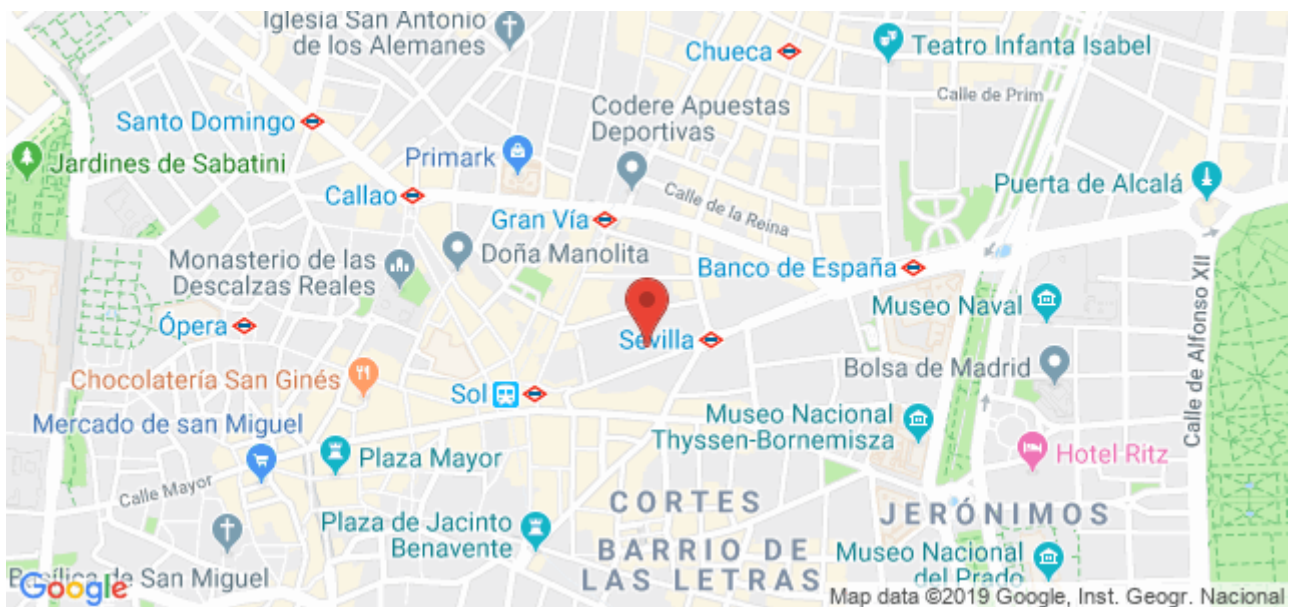 Iglesia San Antonio
de los Alemanes
Chueca
Teatro Infanta Isabel
Calle de Prim
Codere Apuestas
Deportivas
Santo Domingo
Primark
Jardines de Sabatini
Puerta de Alcalá
Callao
Calle de la Reina
Gran Vía
Doña Manolita
Monasterio de las
Descalzas Reales
Banco de España
Museo Naval
Calle de Alfonso XII
Ópera
Sevilla
Bolsa de Madrid
Chocolatería San Ginés
Sol
Mercado de san Miguel
Museo Nacional
Thyssen-Bornemisza
Plaza Mayor
Hotel Ritz
Calle Mayor
CORTES
JERÓNIMOS
Plaza de Jacinto
Benavente
BARRIO DE
LAS LETRAS
Museo Nacional
del Prado
Basílica de San Miguel
Google
Map data ©2019 Google, Inst. Geogr. Nacional